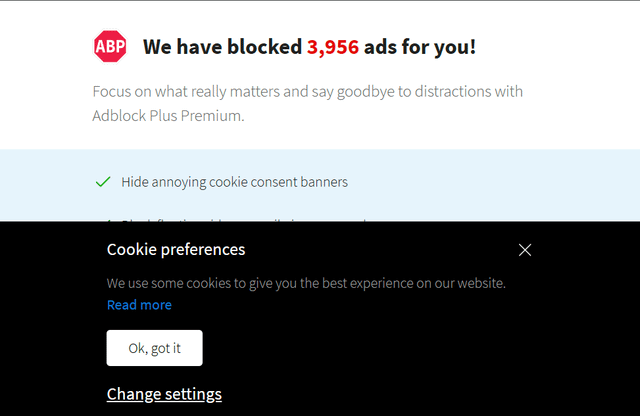 ABP
We have blocked 3,956 ads for you!
Focus on what really matters and say goodbye to distractions with
Adblock Plus Premium.
Hide annoying cookie consent banners
Cookie preferences
We use some cookies to give you the best experience on our website.
Read more
Ok, got it
Change settings